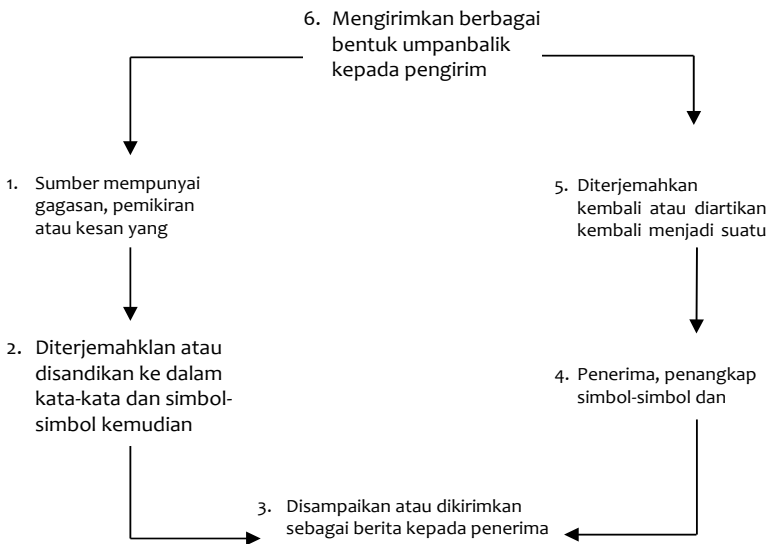 6. Mengirimkan berbagai
bentuk umpanbalik
kepada pengirim
1. Sumber mempunyai
gagasan, pemikiran
atau kesan yang
2. Diterjemahklan atau
disandikan ke dalam
kata-kata dan simbol-
simbol kemudian
3. Disampaikan atau dikirimkan
sebagai berita kepada penerima
4. Penerima, penangkap
simbol-simbol dan
5. Diterjemahkan
kembali atau diartikan
kembali menjadi suatu